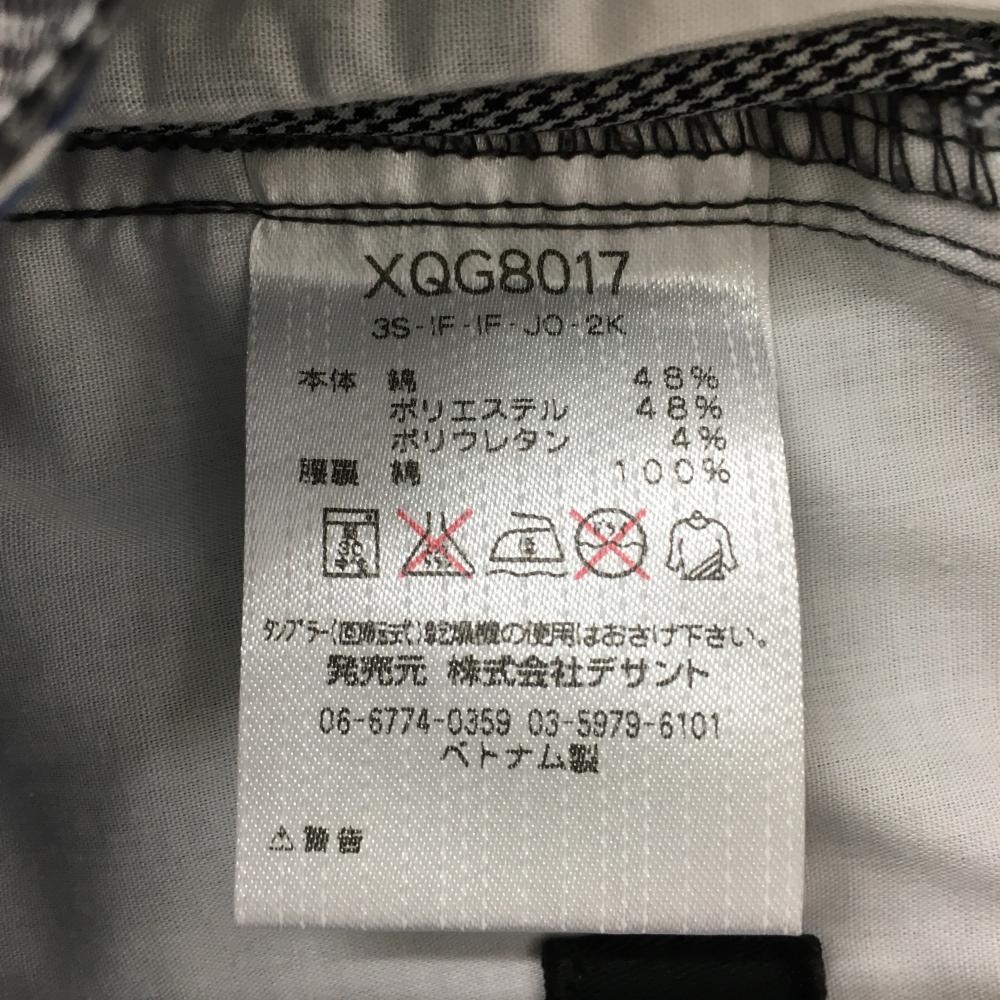 XQG8017
3S-IF-IF-JO-2K
本体 綿 48%
ポリエステル 48%
ポリウレタン 4%
腰裏 綿 100%
30
タンブラー(回転式)乾燥機の使用はおさけ下さい。
発売元 株式会社デサント
06-6774-0359 03-5979-6101
ベトナム製
⚠警告